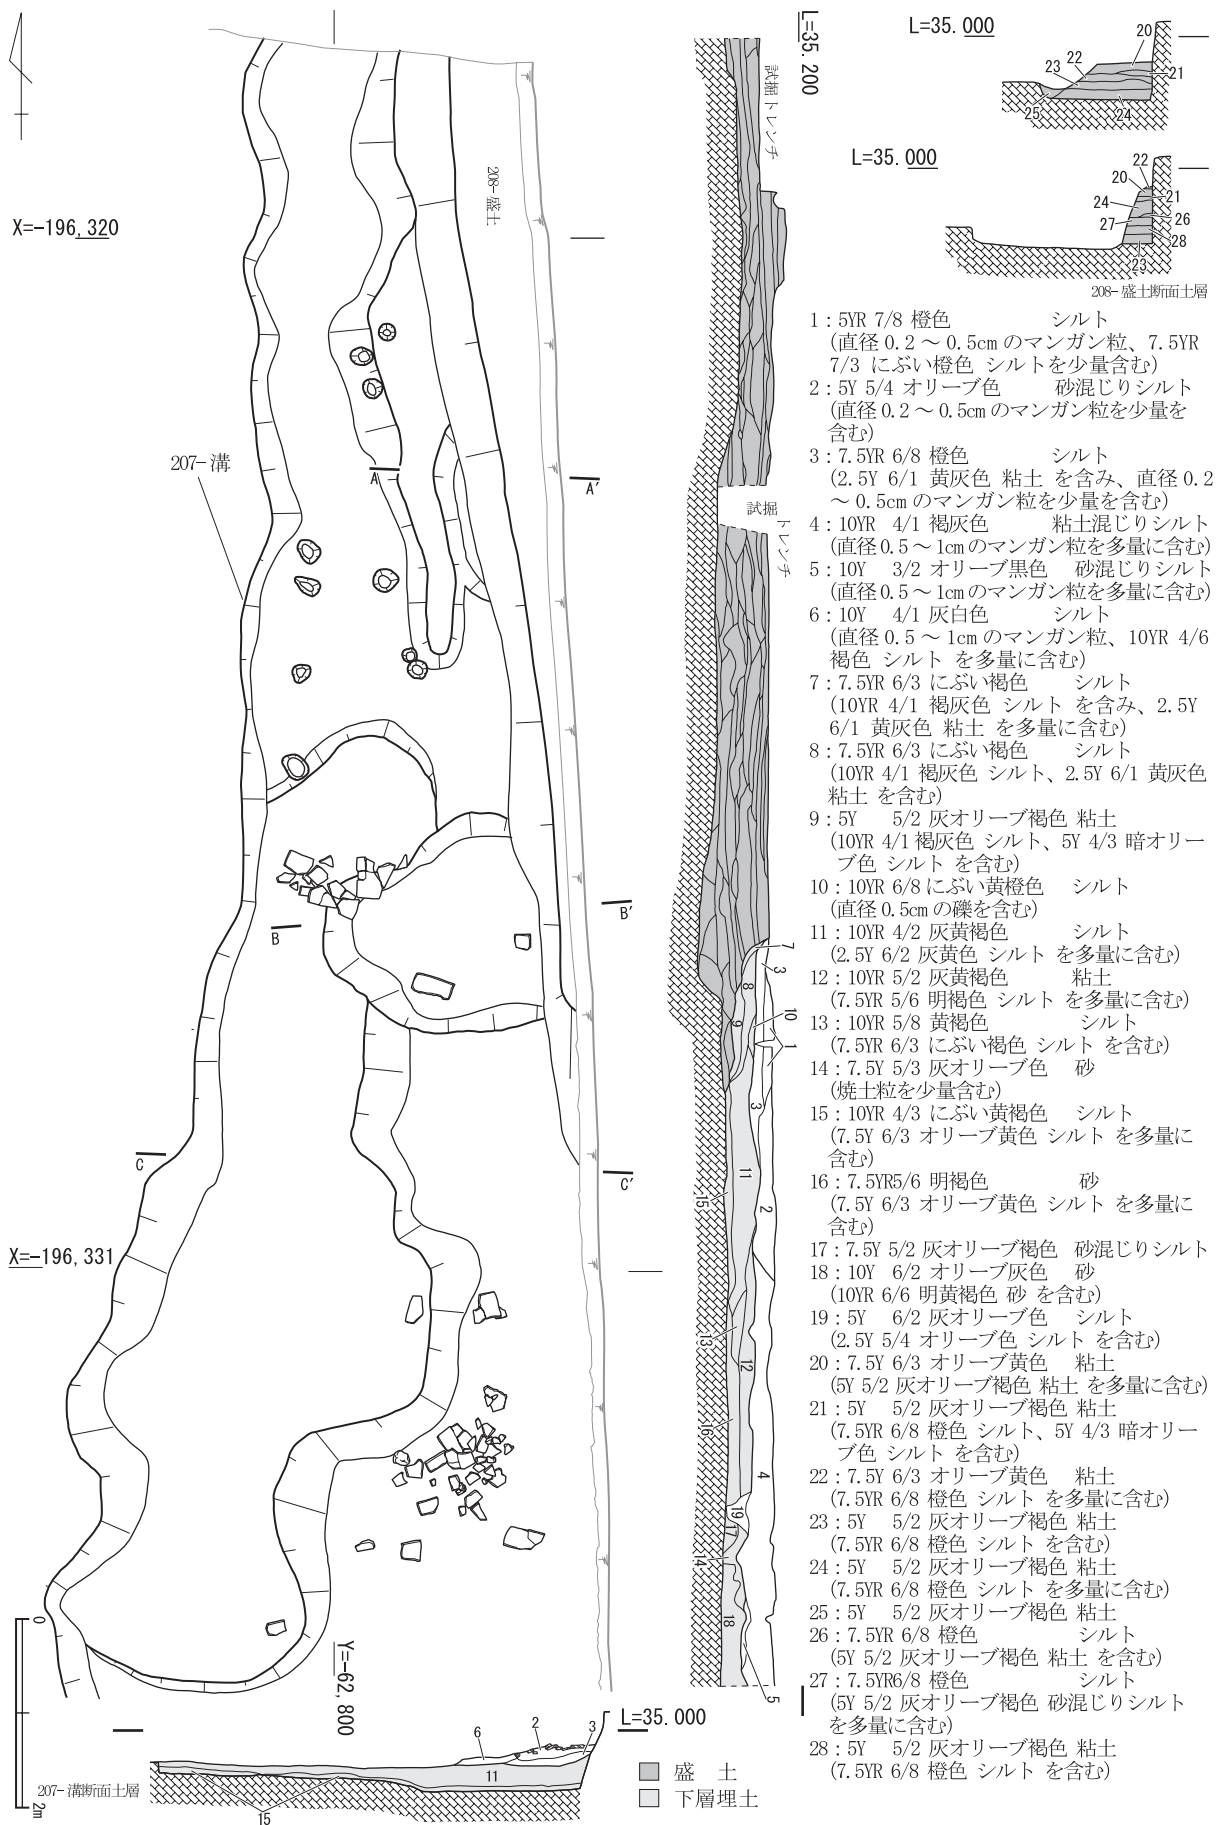 L=35.000
20
22
23
21
25
24
L=35.000
22
20
21
24
26
27
28
23
208-盛土断面土層
L=35.200
試掘トレンチ
試掘
トレンチ
208-盛土
X=-196,320
207-溝
A
A′
B
B′
C
C′
X=-196,331
Y=-62,800
0
2m
7
3
8
10
9
1
3
11
15
2
13
12
16
4
19
17
14
18
5
1：5YR 7/8 橙色 シルト
(直径 0.2 ～ 0.5cm のマンガン粒、7.5YR
7/3 にぶい橙色 シルトを少量含む)
2：5Y 5/4 オリーブ色 砂混じりシルト
(直径 0.2 ～ 0.5cm のマンガン粒を少量を
含む)
3：7.5YR 6/8 橙色 シルト
(2.5Y 6/1 黄灰色 粘土 を含み、直径 0.2
～ 0.5cm のマンガン粒を少量を含む)
4：10YR 4/1 褐灰色 粘土混じりシルト
(直径 0.5 ～ 1cm のマンガン粒を多量に含む)
5：10Y 3/2 オリーブ黒色 砂混じりシルト
(直径 0.5 ～ 1cm のマンガン粒を多量に含む)
6：10Y 4/1 灰白色 シルト
(直径 0.5 ～ 1cm のマンガン粒、10YR 4/6
褐色 シルト を多量に含む)
7：7.5YR 6/3 にぶい褐色 シルト
(10YR 4/1 褐灰色 シルト を含み、2.5Y
6/1 黄灰色 粘土 を多量に含む)
8：7.5YR 6/3 にぶい褐色 シルト
(10YR 4/1 褐灰色 シルト、2.5Y 6/1 黄灰色
粘土 を含む)
9：5Y 5/2 灰オリーブ褐色 粘土
(10YR 4/1 褐灰色 シルト、5Y 4/3 暗オリー
ブ色 シルト を含む)
10：10YR 6/8 にぶい黄橙色 シルト
(直径 0.5cm の礫を含む)
11：10YR 4/2 灰黄褐色 シルト
(2.5Y 6/2 灰黄色 シルト を多量に含む)
12：10YR 5/2 灰黄褐色 粘土
(7.5YR 5/6 明褐色 シルト を多量に含む)
13：10YR 5/8 黄褐色 シルト
(7.5YR 6/3 にぶい褐色 シルト を含む)
14：7.5Y 5/3 灰オリーブ色 砂
(焼土粒を少量含む)
15：10YR 4/3 にぶい黄褐色 シルト
(7.5Y 6/3 オリーブ黄色 シルト を多量に
含む)
16：7.5YR5/6 明褐色 砂
(7.5Y 6/3 オリーブ黄色 シルト を多量に
含む)
17：7.5Y 5/2 灰オリーブ褐色 砂混じりシルト
18：10Y 6/2 オリーブ灰色 砂
(10YR 6/6 明黄褐色 砂 を含む)
19：5Y 6/2 灰オリーブ色 シルト
(2.5Y 5/4 オリーブ色 シルト を含む)
20：7.5Y 6/3 オリーブ黄色 粘土
(5Y 5/2 灰オリーブ褐色 粘土 を多量に含む)
21：5Y 5/2 灰オリーブ褐色 粘土
(7.5YR 6/8 橙色 シルト、5Y 4/3 暗オリー
ブ色 シルト を含む)
22：7.5Y 6/3 オリーブ黄色 粘土
(7.5YR 6/8 橙色 シルト を多量に含む)
23：5Y 5/2 灰オリーブ褐色 粘土
(7.5YR 6/8 橙色 シルト を含む)
24：5Y 5/2 灰オリーブ褐色 粘土
(7.5YR 6/8 橙色 シルト を多量に含む)
25：5Y 5/2 灰オリーブ褐色 粘土
26：7.5YR 6/8 橙色 シルト
(5Y 5/2 灰オリーブ褐色 粘土 を含む)
27：7.5YR6/8 橙色 シルト
(5Y 5/2 灰オリーブ褐色 砂混じりシルト
を多量に含む)
28：5Y 5/2 灰オリーブ褐色 粘土
(7.5YR 6/8 橙色 シルト を含む)
L=35.000
6
2
3
11
15
207-溝断面土層
盛 土
下層埋土